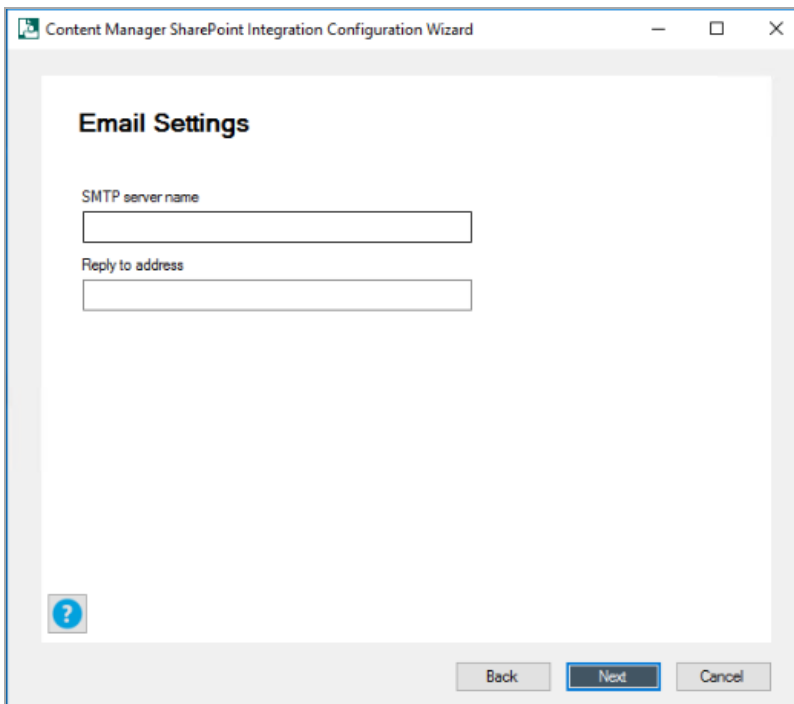 Content Manager SharePoint Integration Configuration Wizard
Email Settings
SMTP server name
Reply to address
?
Back
Next
Cancel